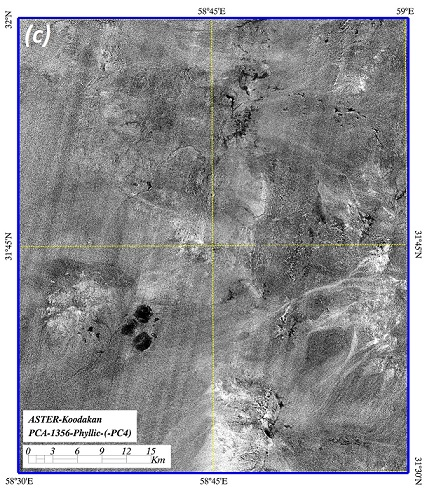 58°45'E
59°E
32°N
(c)
31°45'N
31°45'N
ASTER-Koodakan
PCA-1356-Phyllic-(-PC4)
0 3 6 9 12 15
Km
31°30'N
58°30'E
58°45'E